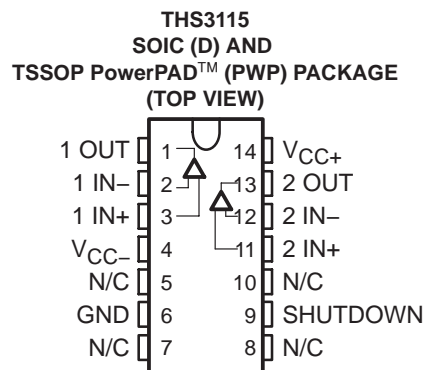 THS3115
SOIC (D) AND
TSSOP PowerPAD™ (PWP) PACKAGE
(TOP VIEW)
1 OUT 1 14 VCC+
1 IN− 2 13 2 OUT
1 IN+ 3 12 2 IN−
VCC− 4 11 2 IN+
N/C 5 10 N/C
GND 6 9 SHUTDOWN
N/C 7 8 N/C